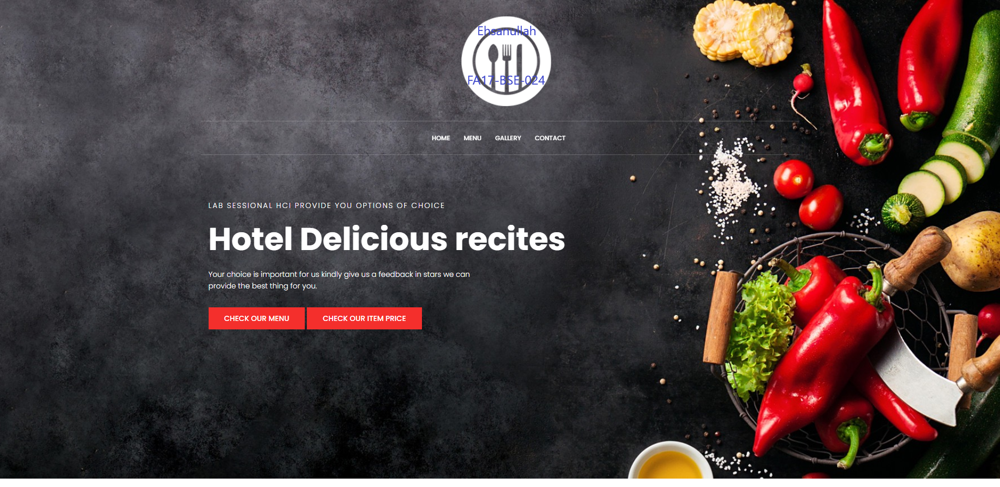 Ehsanullah
FA17-BSE-024
HOME MENU GALLERY CONTACT
LAB SESSIONAL HCI PROVIDE YOU OPTIONS OF CHOICE
Hotel Delicious recites
Your choice is important for us kindly give us a feedback in stars we can
provide the best thing for you.
CHECK OUR MENU CHECK OUR ITEM PRICE